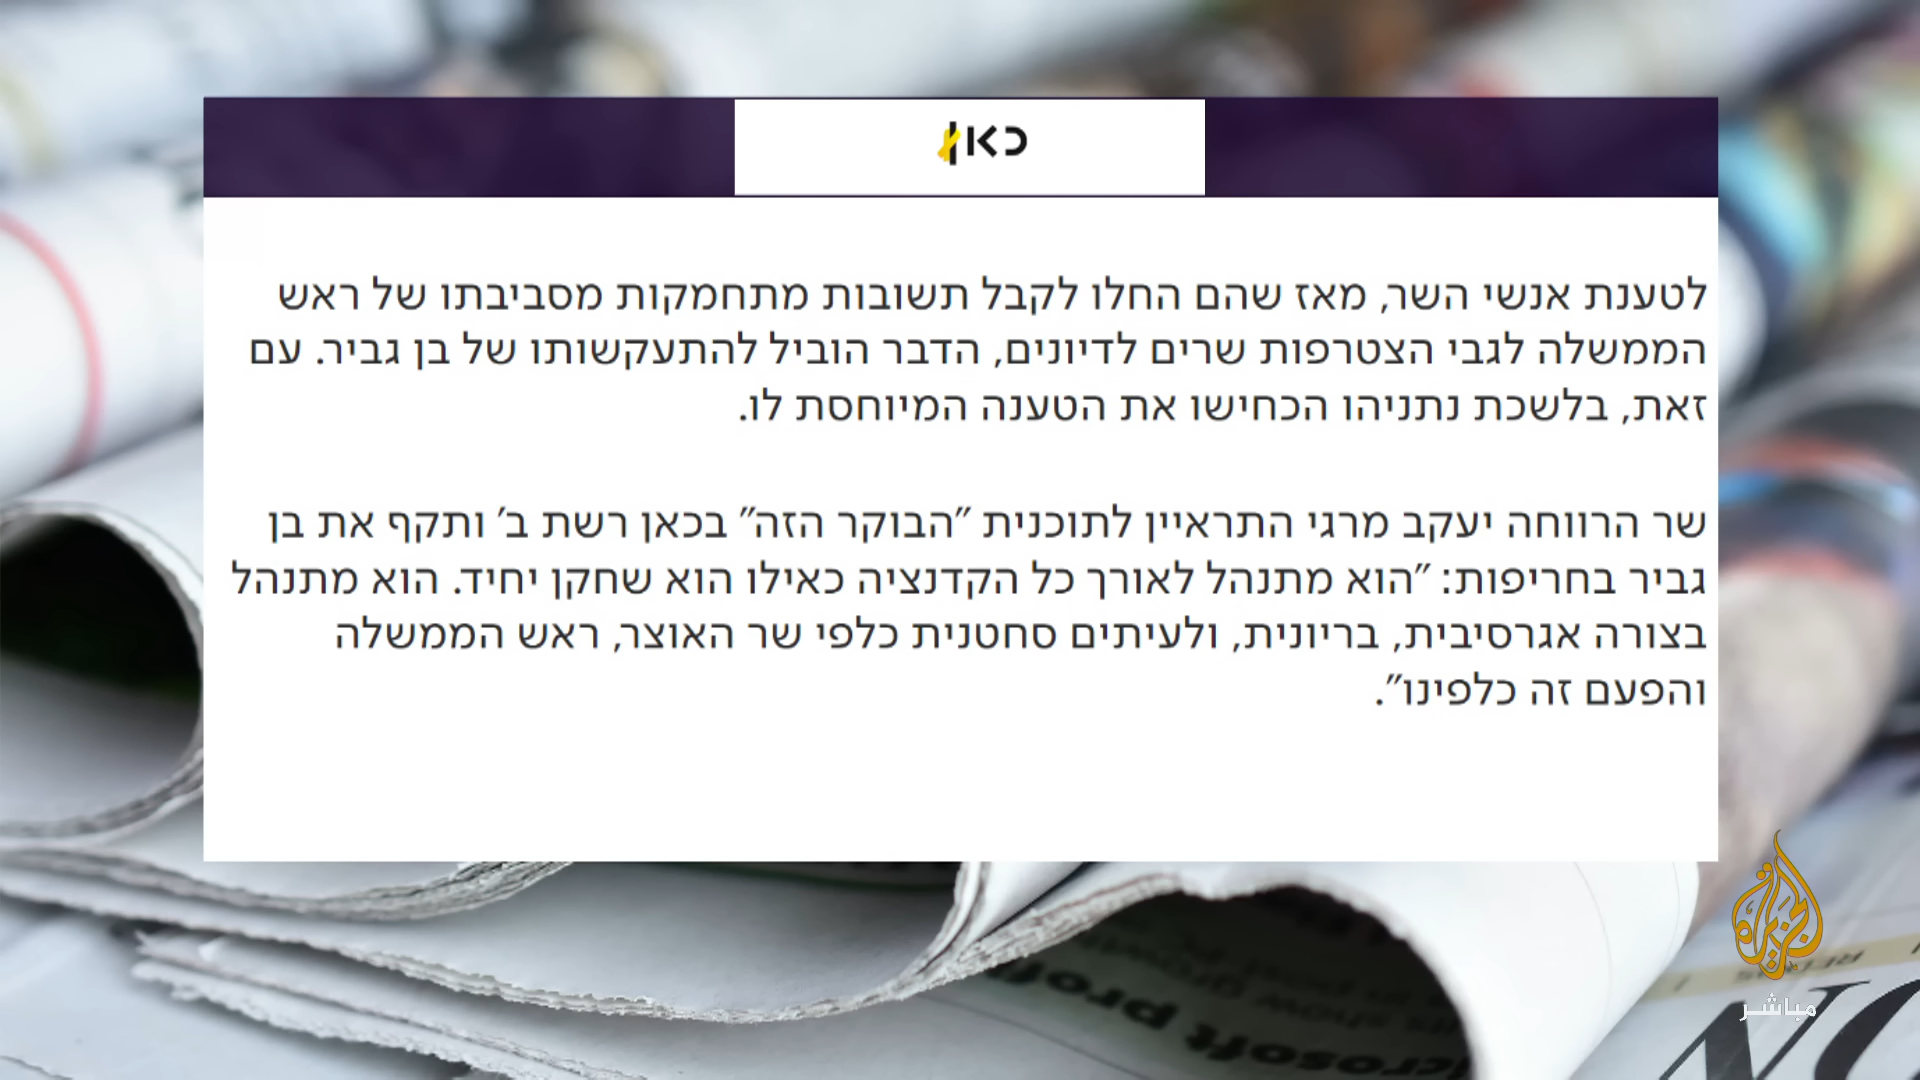 כאן
לטענת אנשי השר, מאז שהם החלו לקבל תשובות מתחמקות מסביבתו של ראש
הממשלה לגבי הצטרפות שרים לדיונים, הדבר הוביל להתעקשותו של בן גביר. עם
זאת, בלשכת נתניהו הכחישו את הטענה המיוחסת לו.
שר הרווחה יעקב מרגי התראיין לתוכנית "הבוקר הזה" בכאן רשת ב' ותקף את בן
גביר בחריפות: "הוא מתנהל לאורך כל הקדנציה כאילו הוא שחקן יחיד. הוא מתנהל
בצורה אגרסיבית, בריונית, ולעיתים סחטנית כלפי שר האוצר, ראש הממשלה
והפעם זה כלפינו".
الجزيرة
مباشر